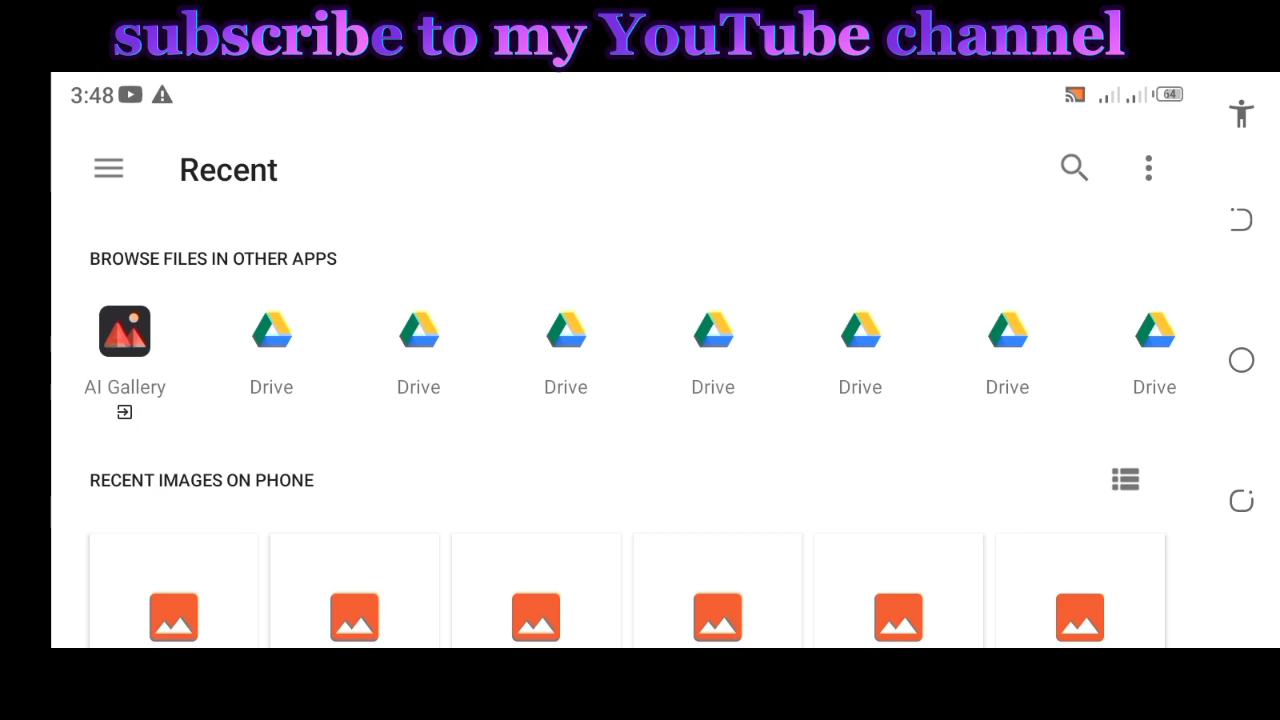 subscribe to my YouTube channel
3:48 64
Recent
BROWSE FILES IN OTHER APPS
AI Gallery Drive Drive Drive Drive Drive Drive Drive
RECENT IMAGES ON PHONE